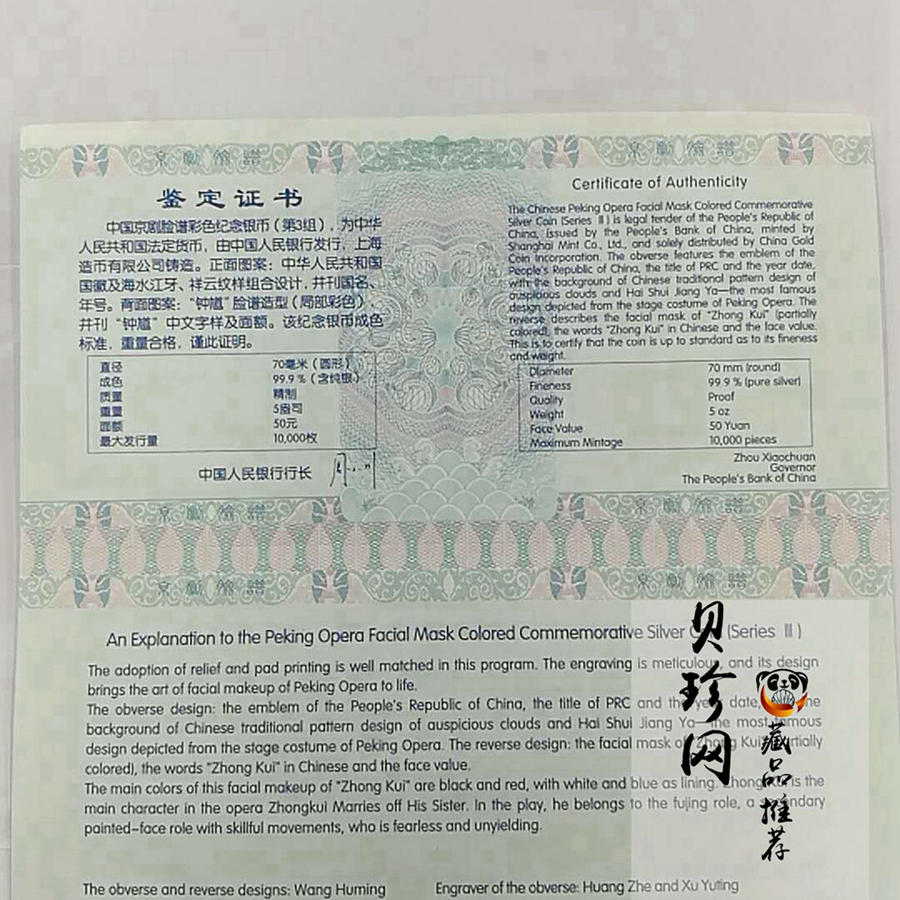 鉴定证书
中国京剧脸谱彩色纪念银币（第3组），为中华
人民共和国法定货币，由中国人民银行发行，上海
造币有限公司铸造。正面图案：中华人民共和国
国徽及海水江牙、祥云纹样组合设计，并刊国名、
年号。背面图案：“钟馗”脸谱造型（局部彩色），
并刊“钟馗”中文字样及面额。该纪念银币成色
标准，重量合格，谨此证明。
直径 70毫米（圆形）
成色 99.9%（含纯银）
质量 精制
重量 5盎司
面额 50元
最大发行量 10,000枚
中国人民银行行长
Certificate of Authenticity
The Chinese Peking Opera Facial Mask Colored Commemorative
Silver Coin (Series Ⅲ) is legal tender of the People's Republic of
China, issued by the People's Bank of China, minted by
Shanghai Mint Co., Ltd., and solely distributed by China Gold
Coin Incorporation. The obverse features the emblem of the
People's Republic of China, the title of PRC and the year date,
with the background of Chinese traditional pattern design of
auspicious clouds and Hai Shui Jiang Ya—the most famous
design depicted from the stage costume of Peking Opera. The
reverse describes the facial mask of "Zhong Kui" (partially
colored), the words "Zhong Kui" in Chinese and the face value.
This is to certify that the coin is up to standard as to its fineness
and weight.
Diameter 70 mm (round)
Fineness 99.9 % (pure silver)
Quality Proof
Weight 5 oz
Face Value 50 Yuan
Maximum Mintage 10,000 pieces
Zhou Xiaochuan
Governor
The People's Bank of China
An Explanation to the Peking Opera Facial Mask Colored Commemorative Silver (Series Ⅲ)
The adoption of relief and pad printing is well matched in this program. The engraving is meticulous, and its design
brings the art of facial makeup of Peking Opera to life.
The obverse design: the emblem of the People's Republic of China, the title of PRC and the year date, the
background of Chinese traditional pattern design of auspicious clouds and Hai Shui Jiang Ya—the most famous
design depicted from the stage costume of Peking Opera. The reverse design: the facial mask of "Zhong Kui" (partially
colored), the words "Zhong Kui" in Chinese and the face value.
The main colors of this facial makeup of "Zhong Kui" are black and red, with white and blue as lining. Zhong Kui is the
main character in the opera Zhongkui Marries off His Sister. In the play, he belongs to the fujing role, a secondary
painted-face role with skillful movements, who is fearless and unyielding.
The obverse and reverse designs: Wang Huming Engraver of the obverse: Huang Zhe and Xu Yuting
贝珍网
藏品推荐